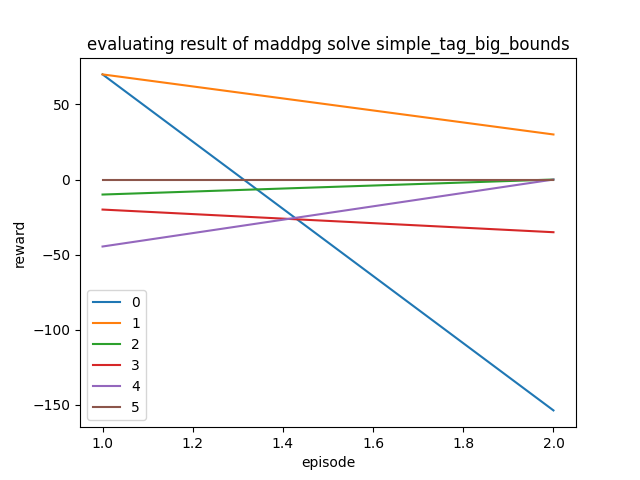 evaluating result of maddpg solve simple_tag_big_bounds
reward
50
0
−50
−100
−150
0
1
2
3
4
5
1.0 1.2 1.4 1.6 1.8 2.0
episode